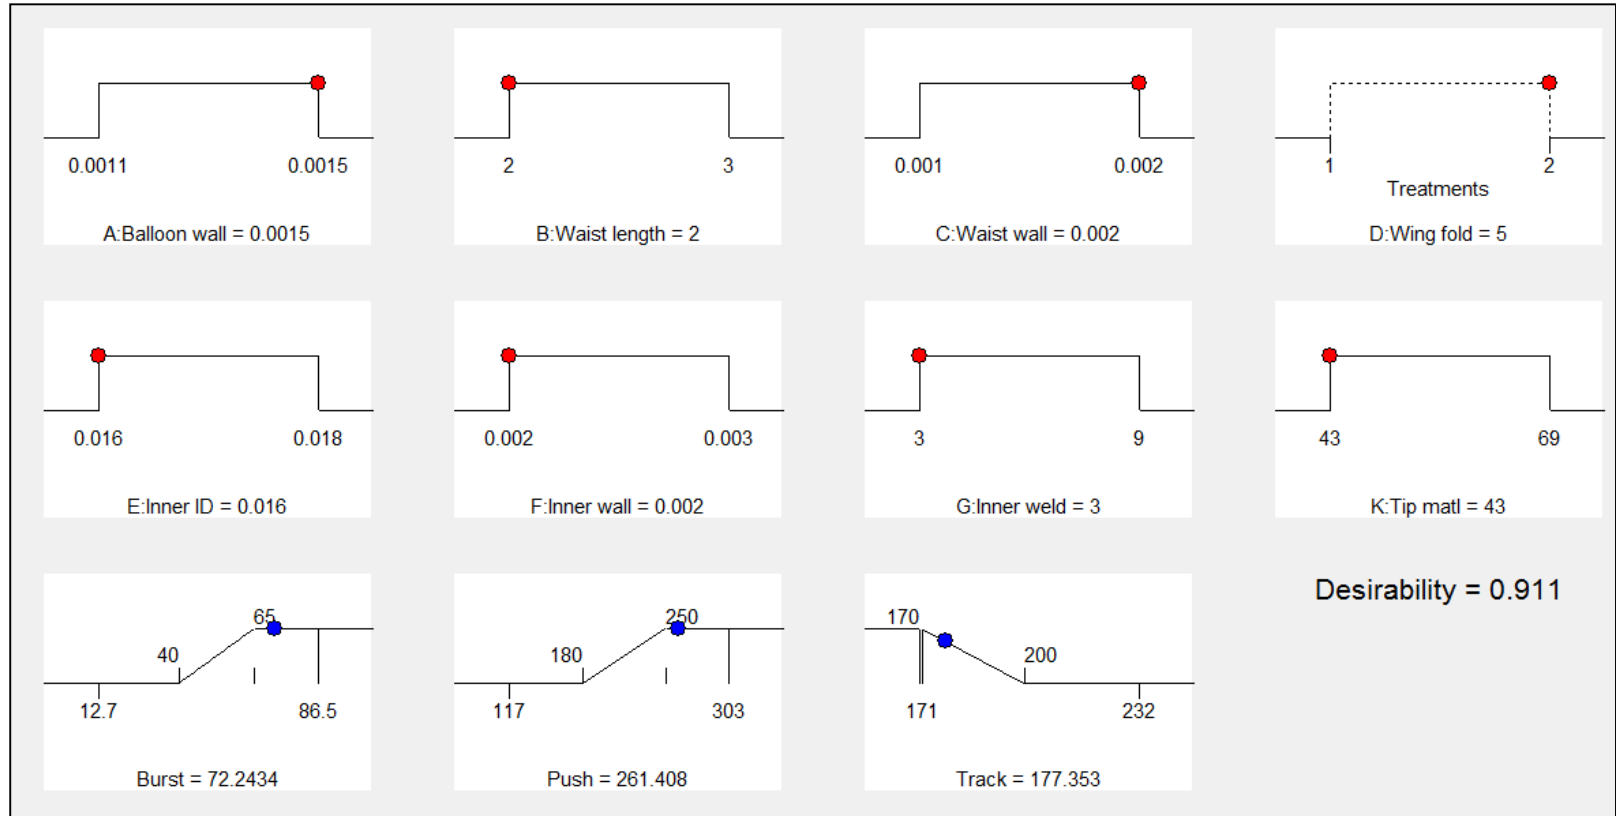 0.0011 0.0015
A:Balloon wall = 0.0015
2 3
B:Waist length = 2
0.001 0.002
C:Waist wall = 0.002
1 2
Treatments
D:Wing fold = 5
0.016 0.018
E:Inner ID = 0.016
0.002 0.003
F:Inner wall = 0.002
3 9
G:Inner weld = 3
43 69
K:Tip matl = 43
65
40
12.7 86.5
Burst = 72.2434
250
180
117 303
Push = 261.408
170
200
171 232
Track = 177.353
Desirability = 0.911